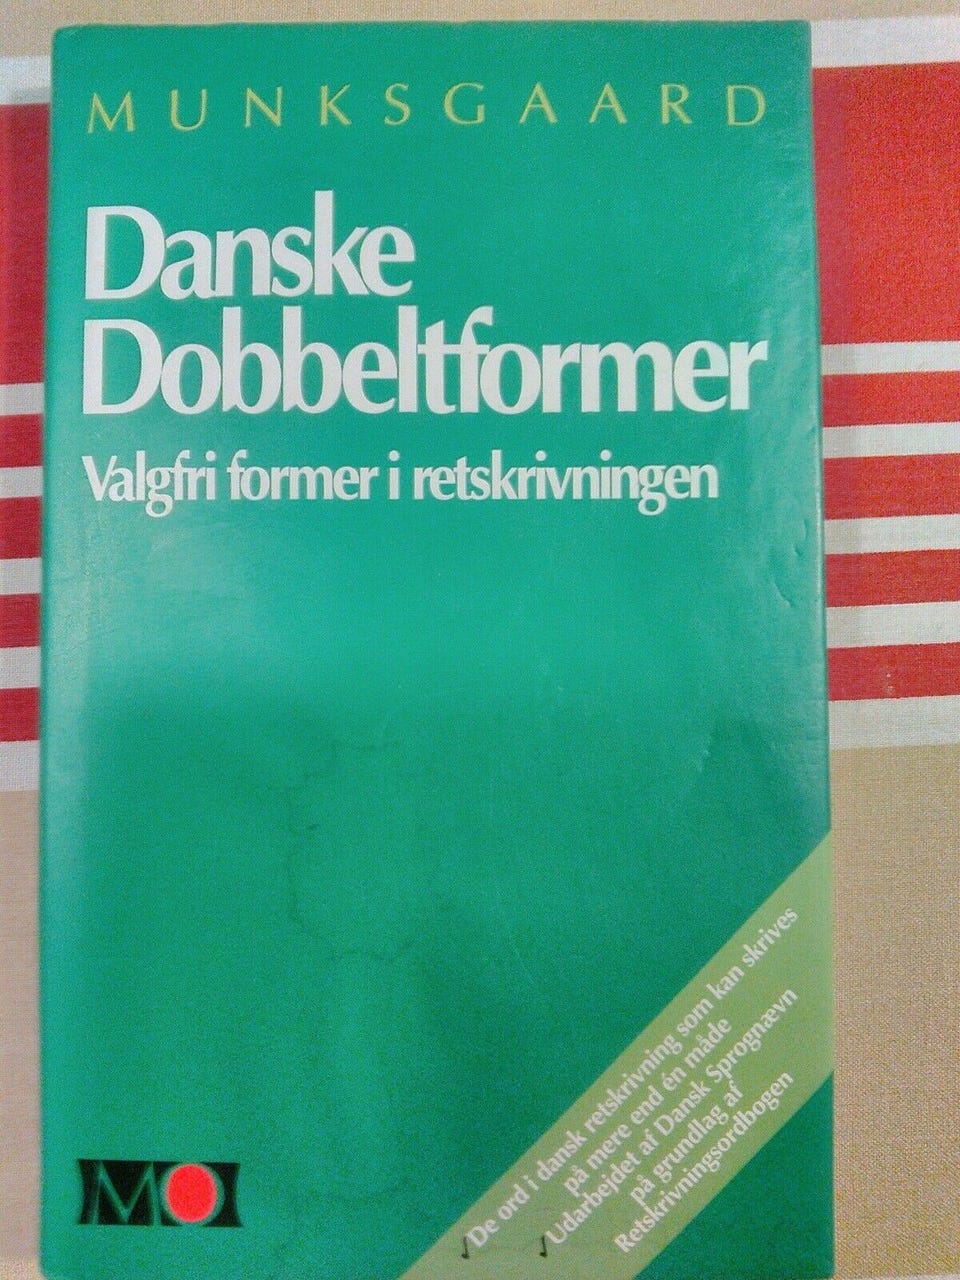 MUNKSGAARD
Danske
Dobbeltformer
Valgfri former i retskrivningen
De ord i dansk retskrivning som kan skrives
på mere end én måde
Udarbejdet af Dansk Sprognævn
på grundlag af
Retskrivningsordbogen
MO